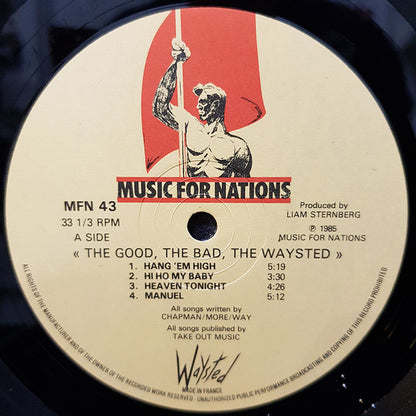 MUSIC FOR NATIONS
MFN 43
33 1/3 RPM
A SIDE
Produced by
LIAM STERNBERG
℗ 1985
MUSIC FOR NATIONS
« THE GOOD, THE BAD, THE WAYSTED »
1. HANG 'EM HIGH 5:19
2. HI HO MY BABY 3:30
3. HEAVEN TONIGHT 4:26
4. MANUEL 5:12
All songs written by
CHAPMAN/MORE/WAY
All songs published by
TAKE OUT MUSIC
Waysted
MADE IN FRANCE
ALL RIGHTS OF THE MANUFACTURER AND OF THE OWNER OF THE RECORDED WORK RESERVED - UNAUTHORIZED PUBLIC PERFORMANCE BROADCASTING AND COPYING OF THIS RECORD PROHIBITED